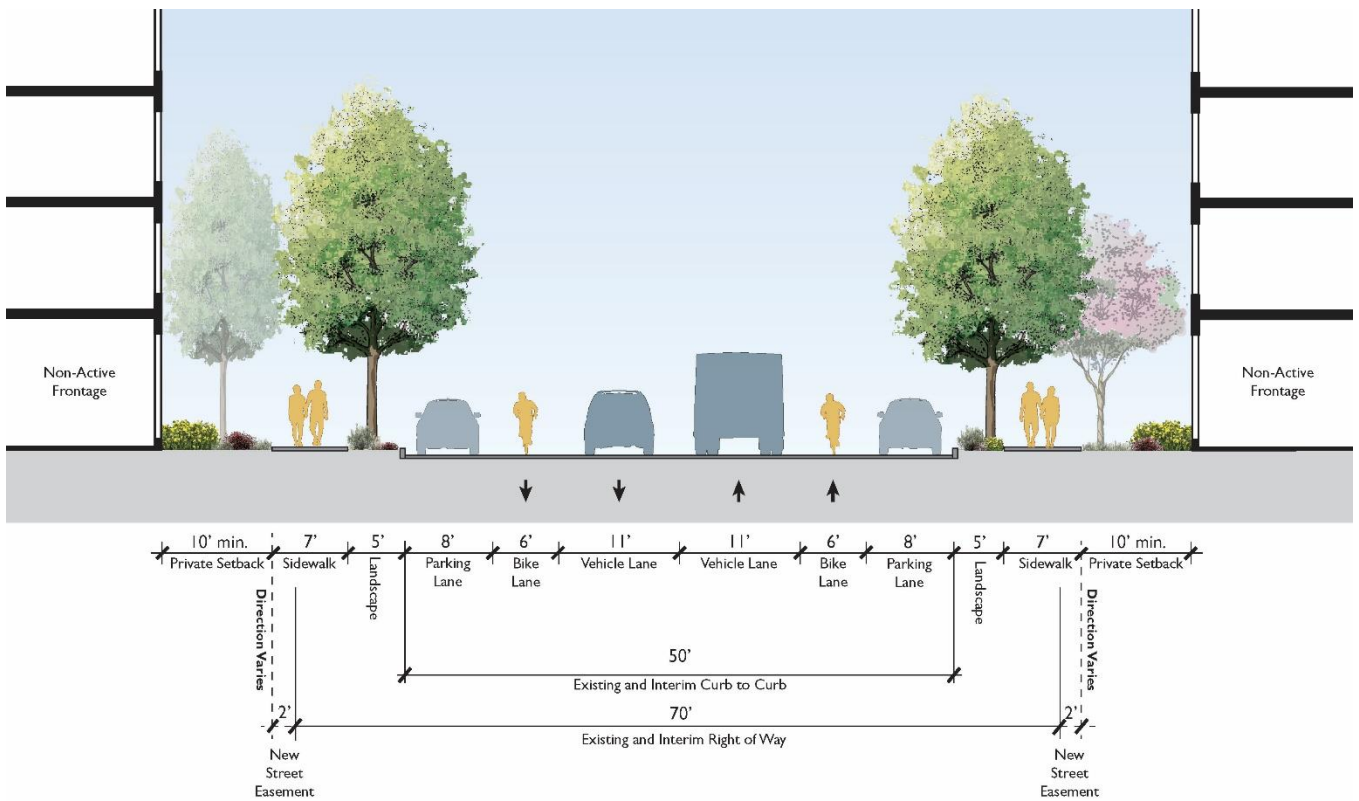 Non-Active
Frontage
Non-Active
Frontage
10’ min.
Private Setback
7’
Sidewalk
5’
Landscape
8’
Parking
Lane
6’
Bike
Lane
11’
Vehicle Lane
11’
Vehicle Lane
6’
Bike
Lane
8’
Parking
Lane
5’
Landscape
7’
Sidewalk
10’ min.
Private Setback
Direction Varies
Direction Varies
50’
Existing and Interim Curb to Curb
2’
70’
2’
Existing and Interim Right of Way
New
Street
Easement
New
Street
Easement